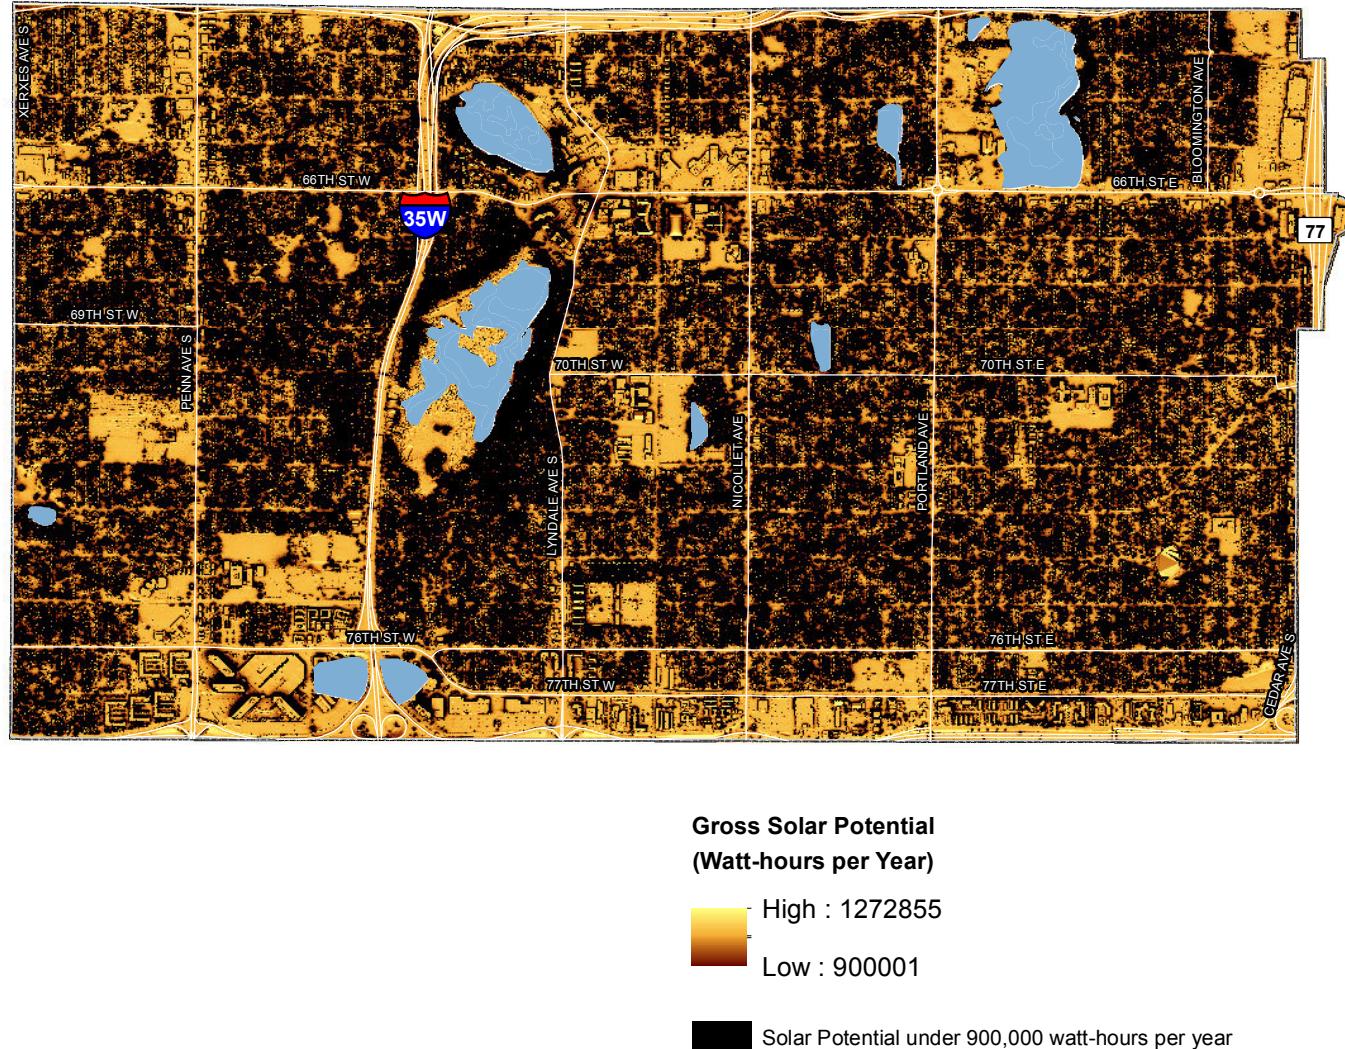 XERXES AVE S
BLOOMINGTON AVE
66TH ST W
66TH ST E
35W
77
69TH ST W
PENN AVE S
70TH ST W
70TH ST E
NICOLLET AVE
PORTLAND AVE
LYNDALE AVE S
76TH ST W
76TH ST E
77TH ST W
77TH ST E
CEDAR AVE S
Gross Solar Potential
(Watt-hours per Year)
High : 1272855
Low : 900001
Solar Potential under 900,000 watt-hours per year